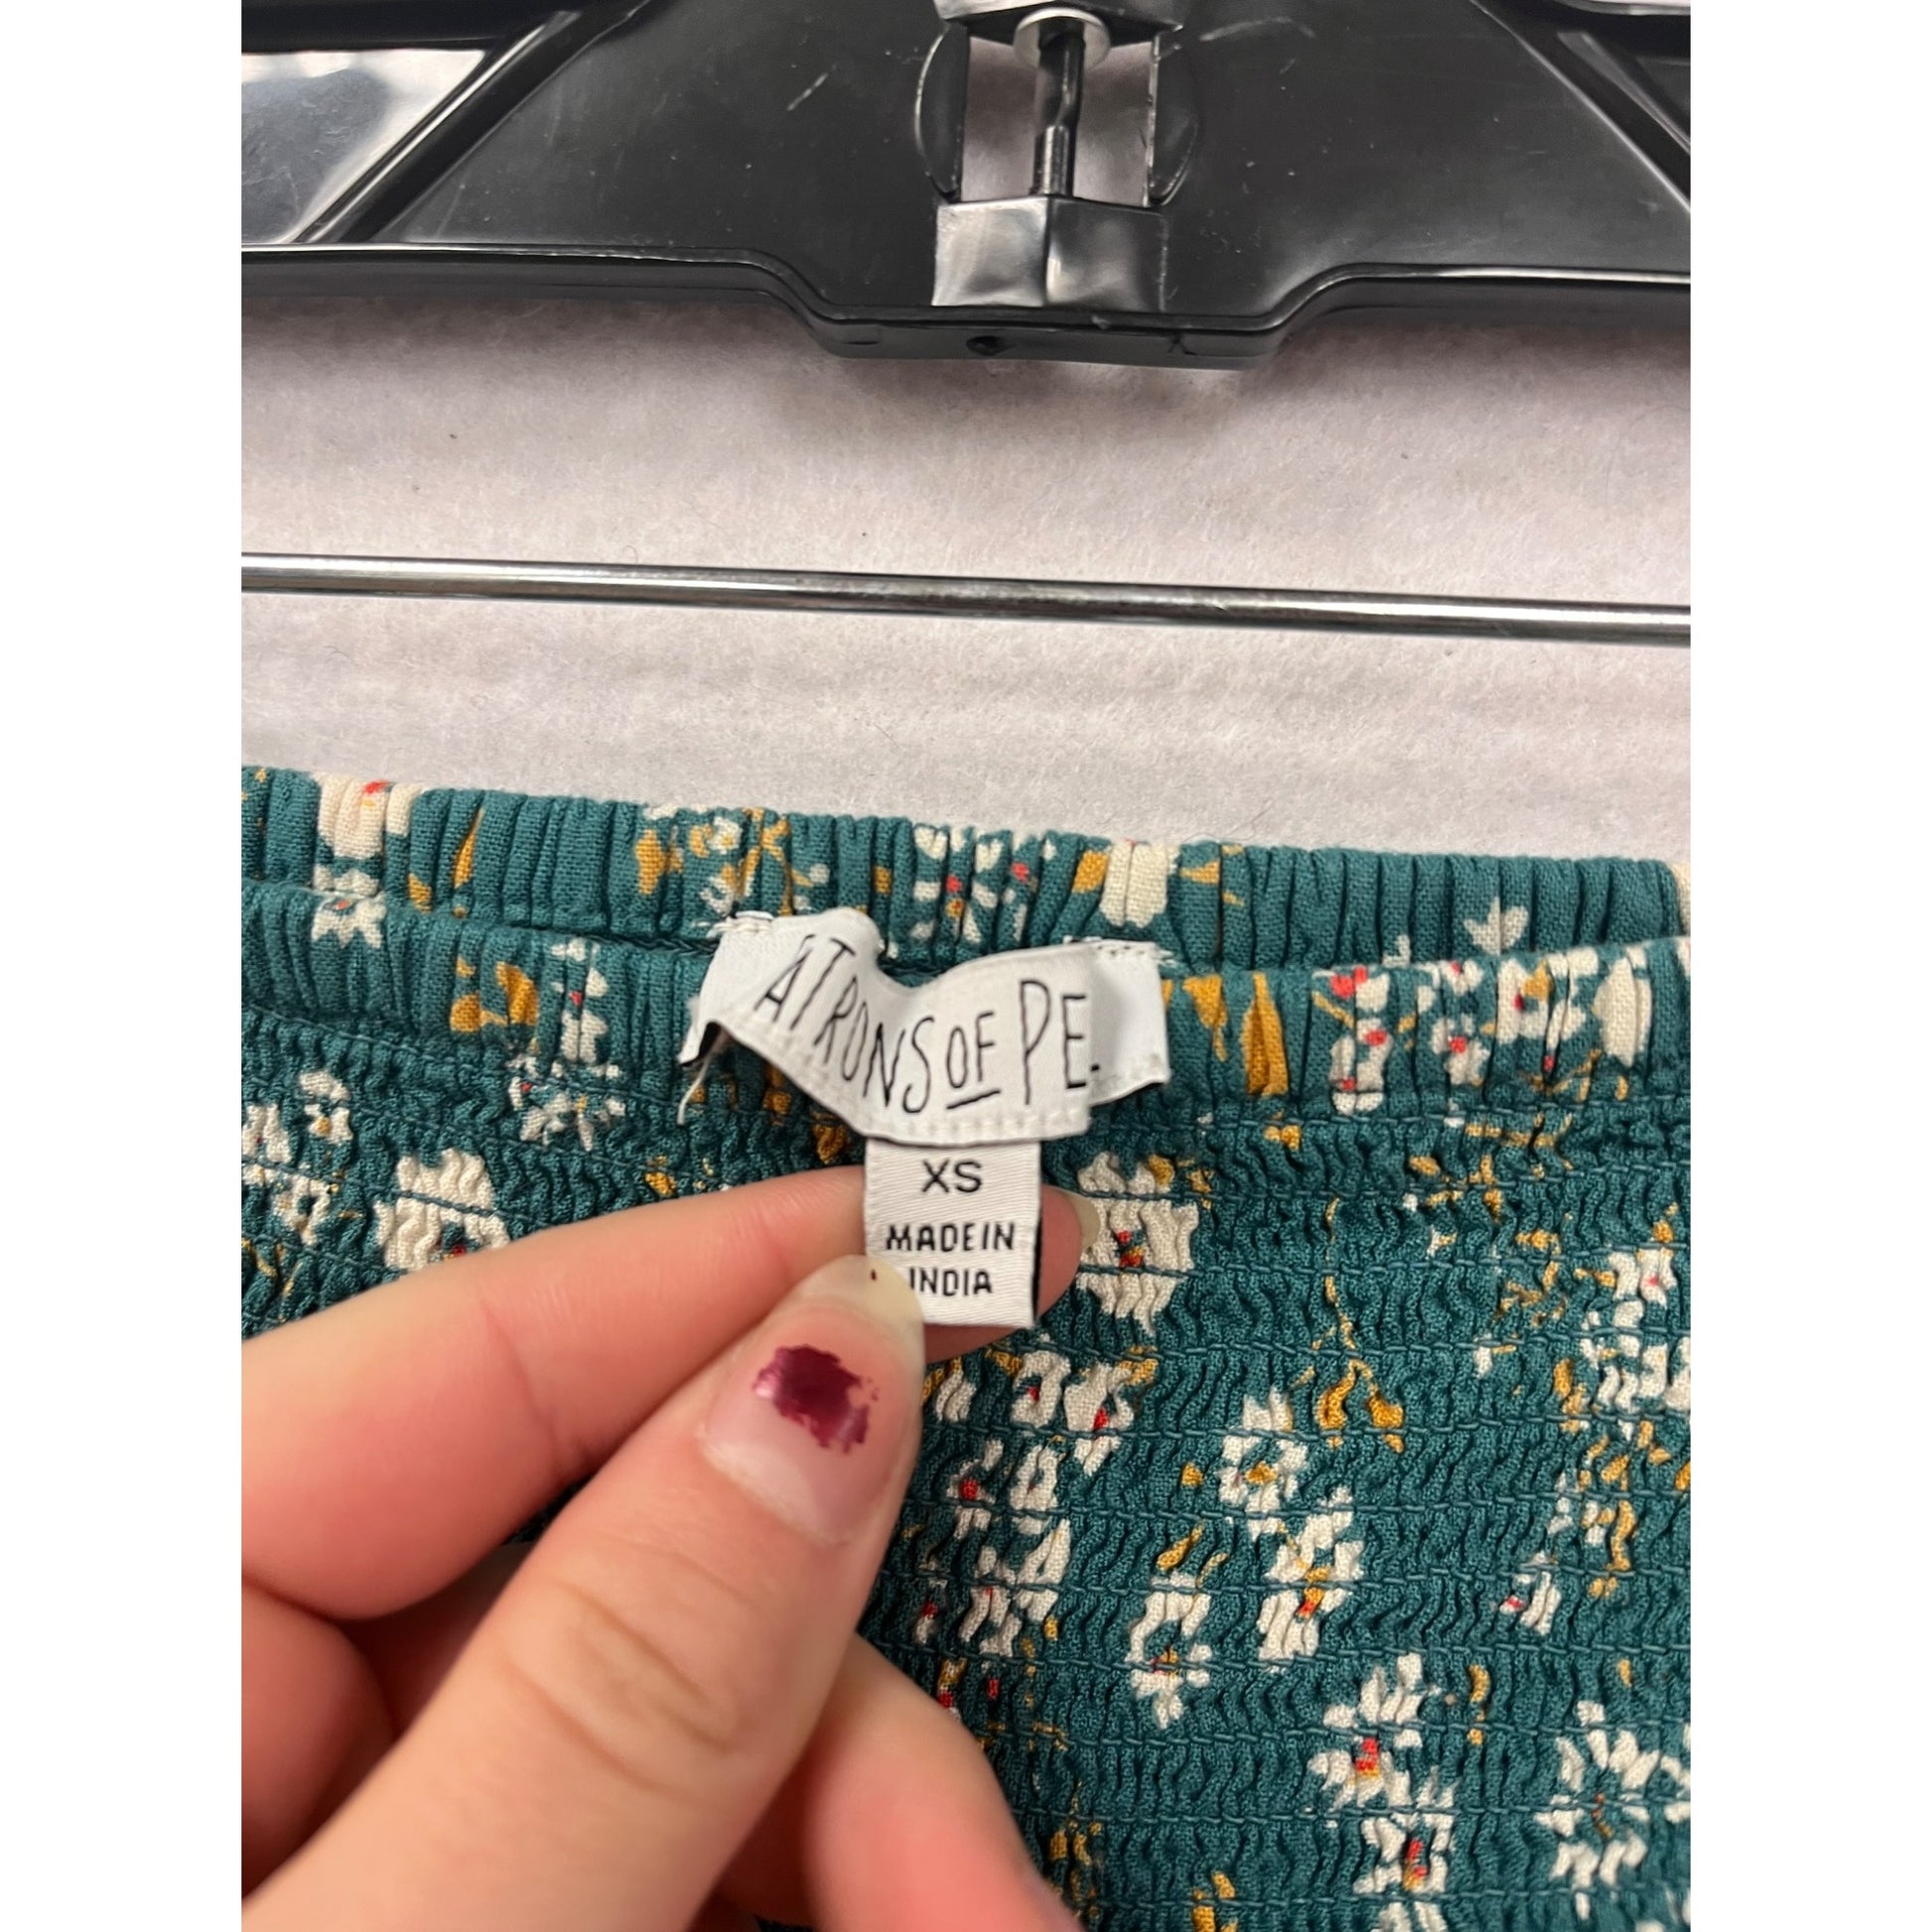 ATRONS OF PE
XS
MADE IN
INDIA